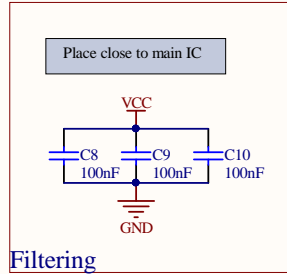 Place close to main IC
VCC
C8 C9 C10
100nF 100nF 100nF
GND
Filtering